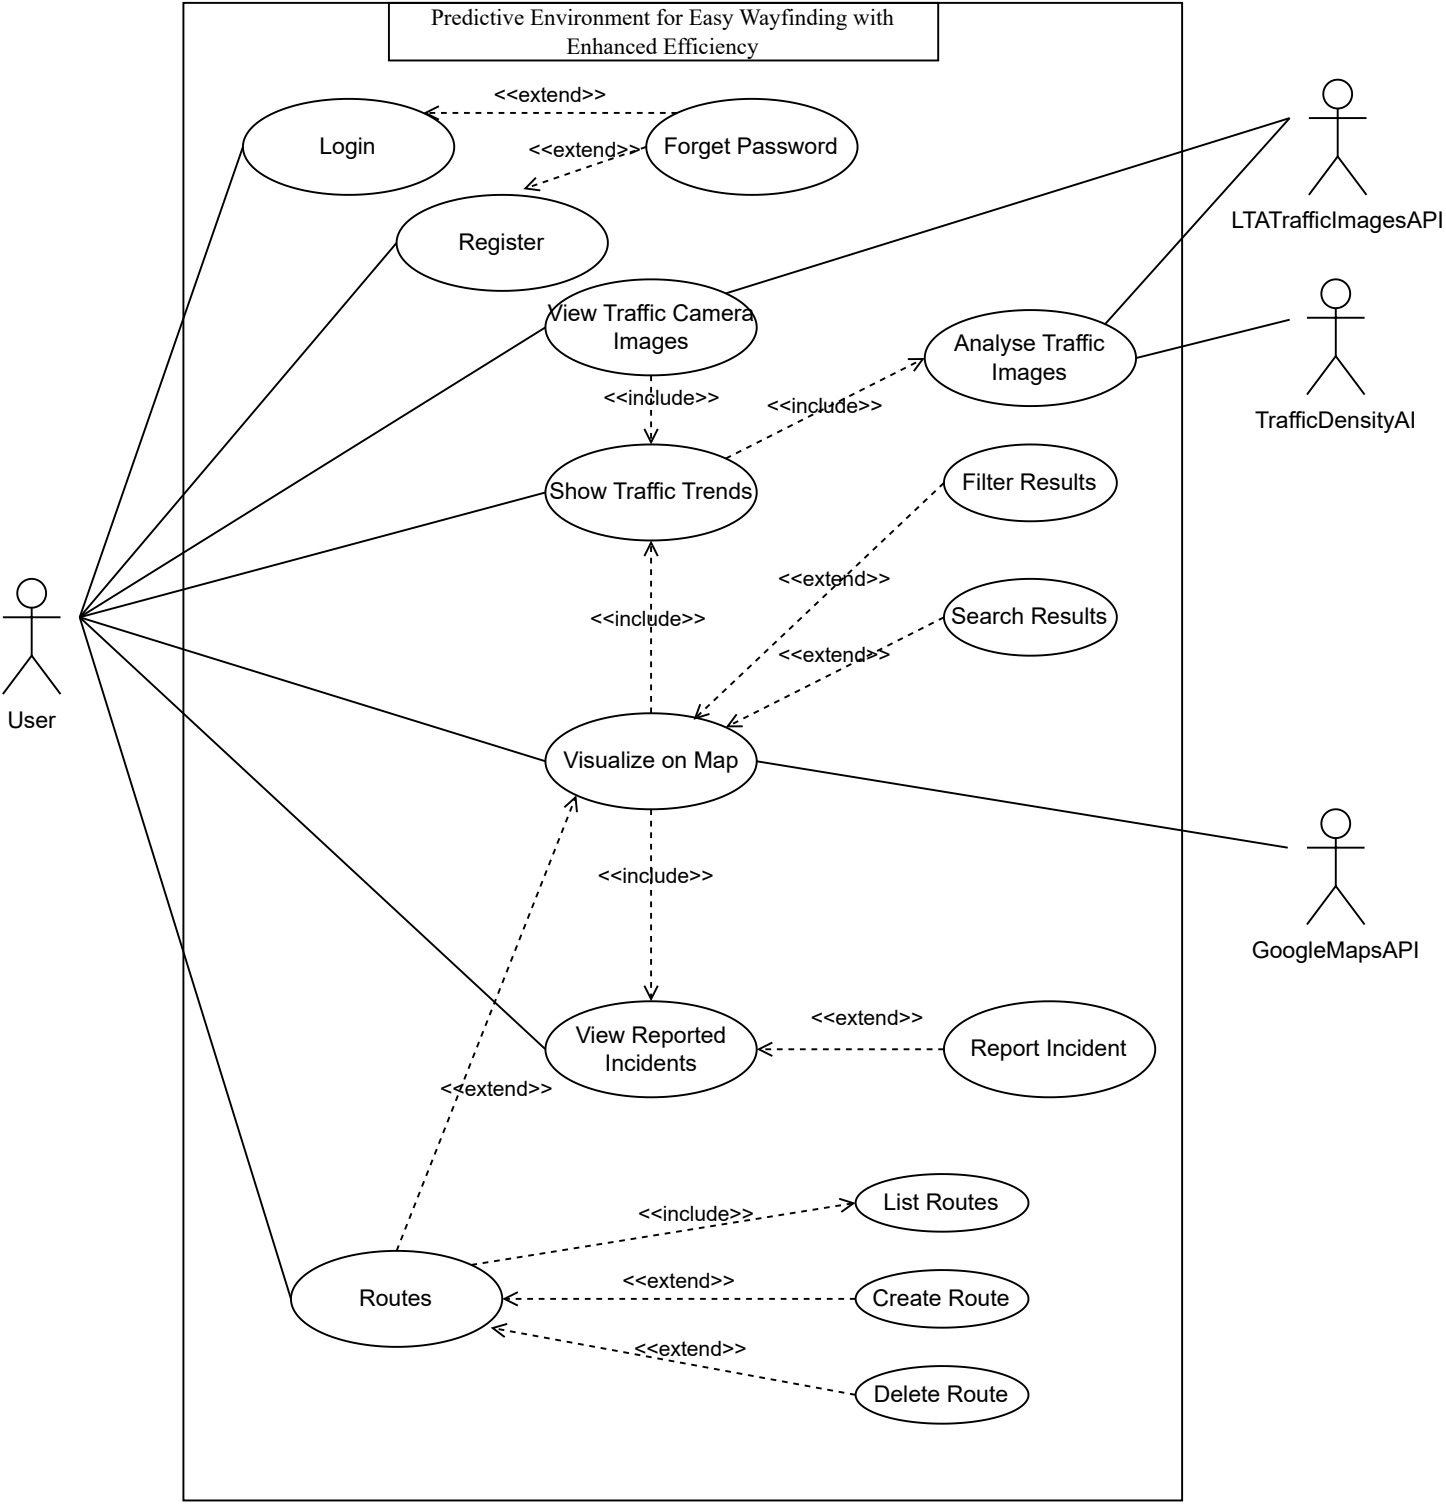 Predictive Environment for Easy Wayfinding with
Enhanced Efficiency
<<extend>>
Login
Forget Password
<<extend>>
LTATrafficImagesAPI
Register
View Traffic Camera
Images
Analyse Traffic
Images
<<include>>
<<include>>
TrafficDensityAI
Show Traffic Trends
Filter Results
<<extend>>
<<include>>
Search Results
<<extend>>
User
Visualize on Map
<<include>>
GoogleMapsAPI
<<extend>>
View Reported
Incidents
Report Incident
<<extend>>
<<include>>
List Routes
<<extend>>
Routes
Create Route
<<extend>>
Delete Route